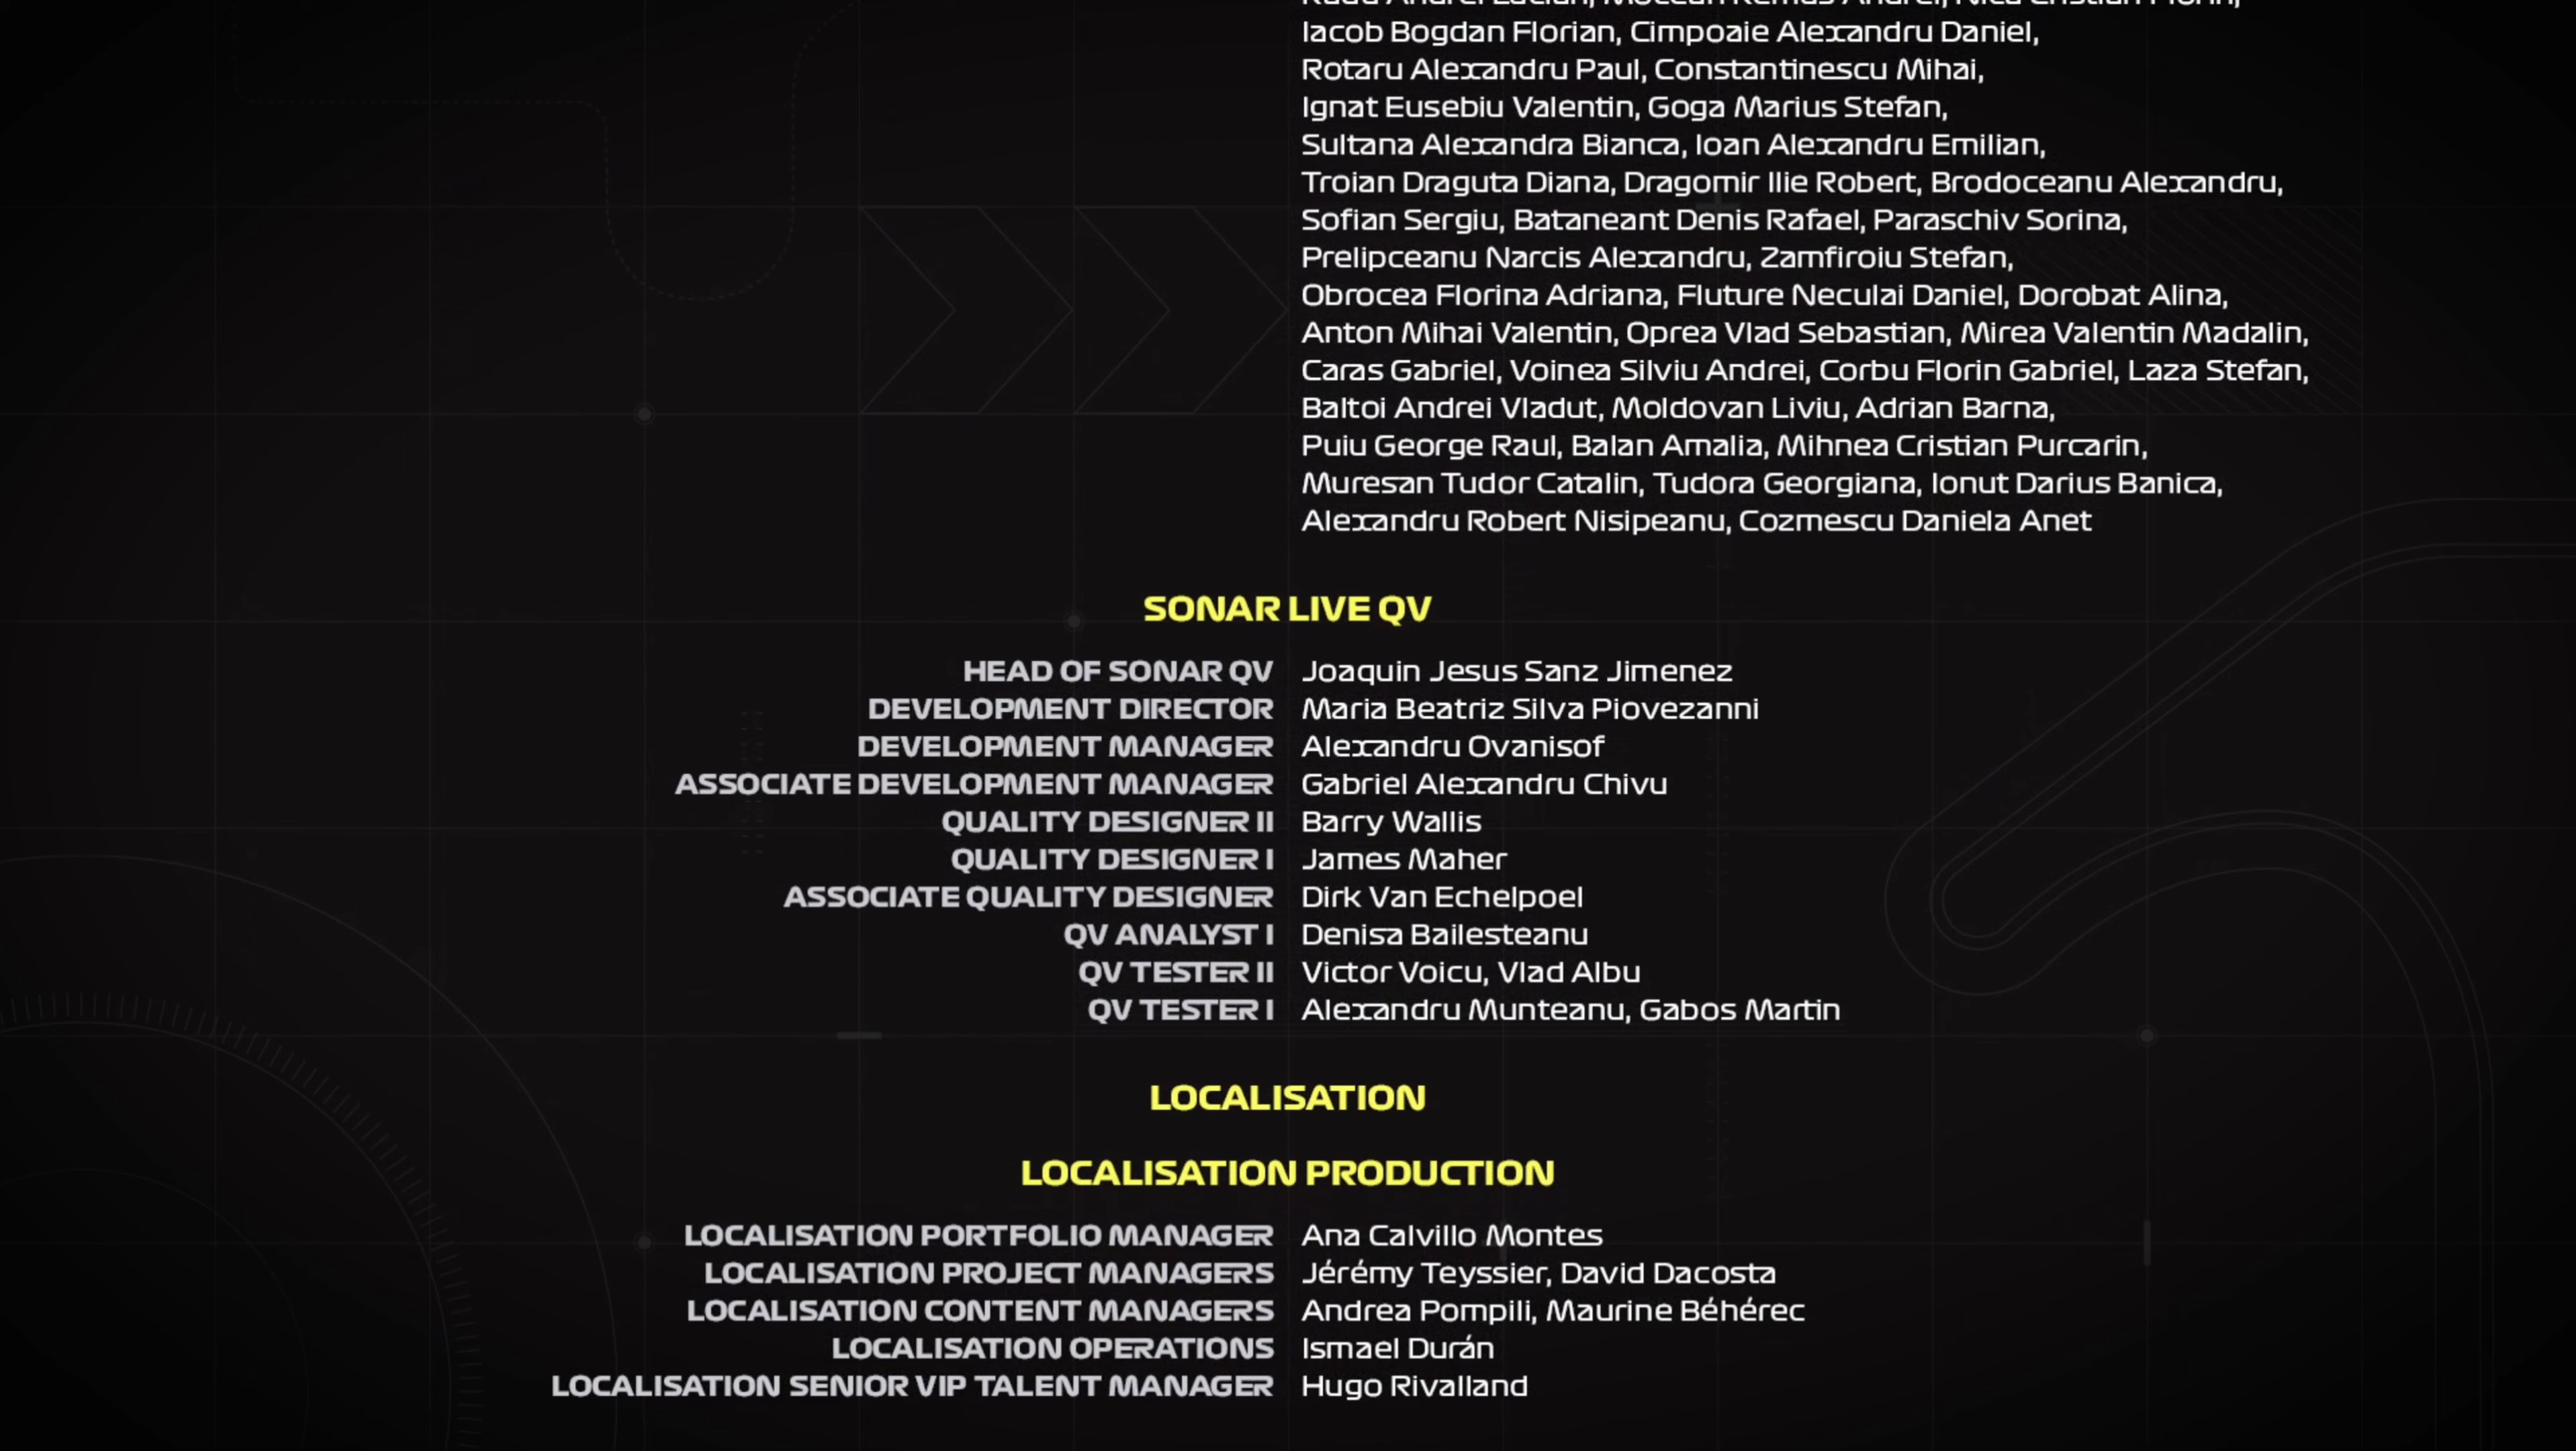 Iacob Bogdan Florian, Cimpoaie Alexandru Daniel,
Rotaru Alexandru Paul, Constantinescu Mihai,
Ignat Eusebiu Valentin, Goga Marius Stefan,
Sultana Alexandra Bianca, Ioan Alexandru Emilian,
Troian Draguta Diana, Dragomir Ilie Robert, Brodoceanu Alexandru,
Sofian Sergiu, Bataneant Denis Rafael, Paraschiv Sorina,
Prelipceanu Narcis Alexandru, Zamfiroiu Stefan,
Obrocea Florina Adriana, Fluture Neculai Daniel, Dorobat Alina,
Anton Mihai Valentin, Oprea Vlad Sebastian, Mirea Valentin Madalin,
Caras Gabriel, Voinea Silviu Andrei, Corbu Florin Gabriel, Laza Stefan,
Baltoi Andrei Vladut, Moldovan Liviu, Adrian Barna,
Puiu George Raul, Balan Amalia, Mihnea Cristian Purcarin,
Muresan Tudor Catalin, Tudora Georgiana, Ionut Darius Banica,
Alexandru Robert Nisipeanu, Cozmescu Daniela Anet
SONAR LIVE QV
HEAD OF SONAR QV Joaquin Jesus Sanz Jimenez
DEVELOPMENT DIRECTOR Maria Beatriz Silva Piovezanni
DEVELOPMENT MANAGER Alexandru Ovanisof
ASSOCIATE DEVELOPMENT MANAGER Gabriel Alexandru Chivu
QUALITY DESIGNER II Barry Wallis
QUALITY DESIGNER I James Maher
ASSOCIATE QUALITY DESIGNER Dirk Van Echelpoel
QV ANALYST I Denisa Bailesteanu
QV TESTER II Victor Voicu, Vlad Albu
QV TESTER I Alexandru Munteanu, Gabos Martin
LOCALISATION
LOCALISATION PRODUCTION
LOCALISATION PORTFOLIO MANAGER Ana Calvillo Montes
LOCALISATION PROJECT MANAGERS Jérémy Teyssier, David Dacosta
LOCALISATION CONTENT MANAGERS Andrea Pompili, Maurine Béhérec
LOCALISATION OPERATIONS Ismael Durán
LOCALISATION SENIOR VIP TALENT MANAGER Hugo Rivalland